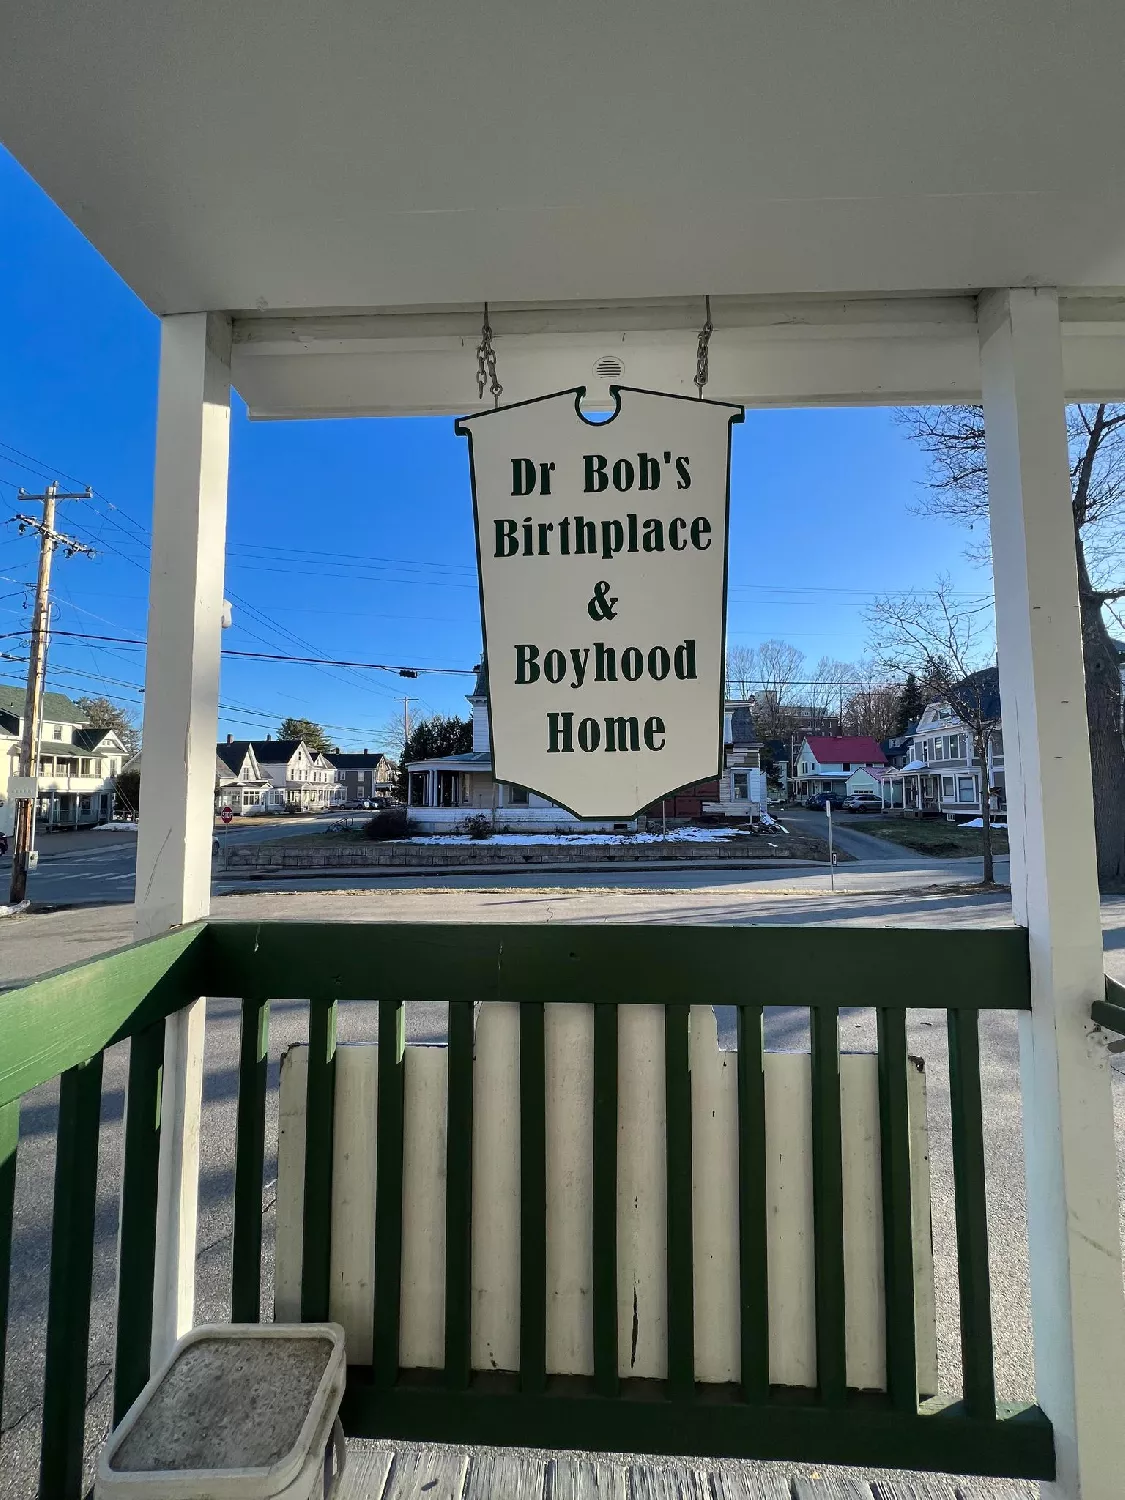 Dr Bob's
Birthplace
&
Boyhood
Home